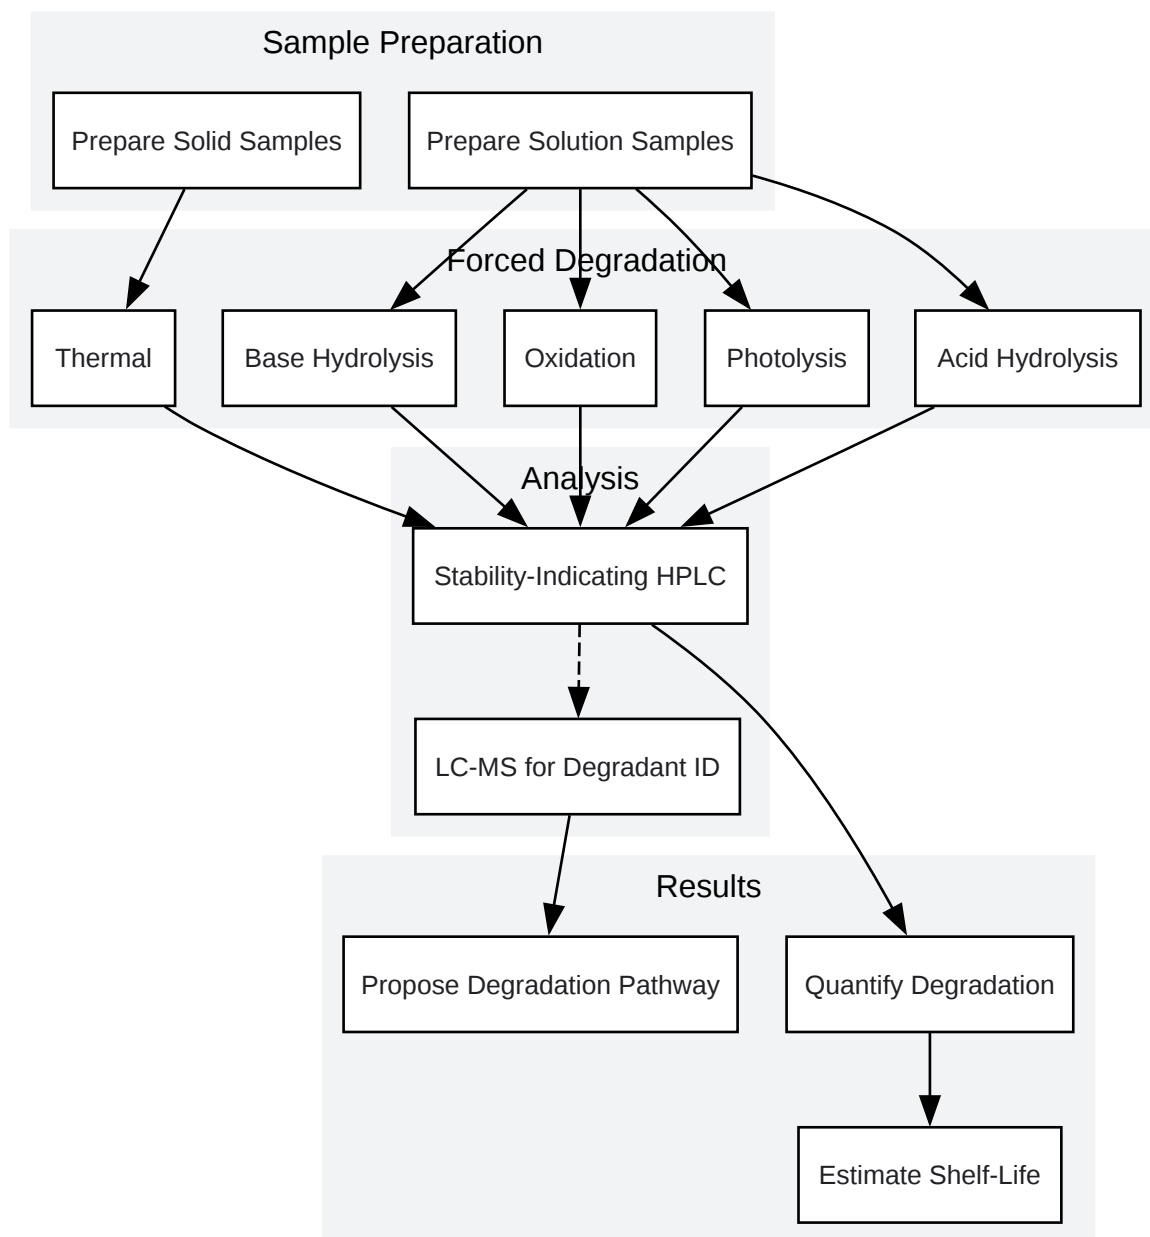 Sample Preparation
Prepare Solid Samples
Prepare Solution Samples
Forced Degradation
Thermal
Base Hydrolysis
Oxidation
Photolysis
Acid Hydrolysis
Analysis
Stability-Indicating HPLC
LC-MS for Degradant ID
Results
Propose Degradation Pathway
Quantify Degradation
Estimate Shelf-Life